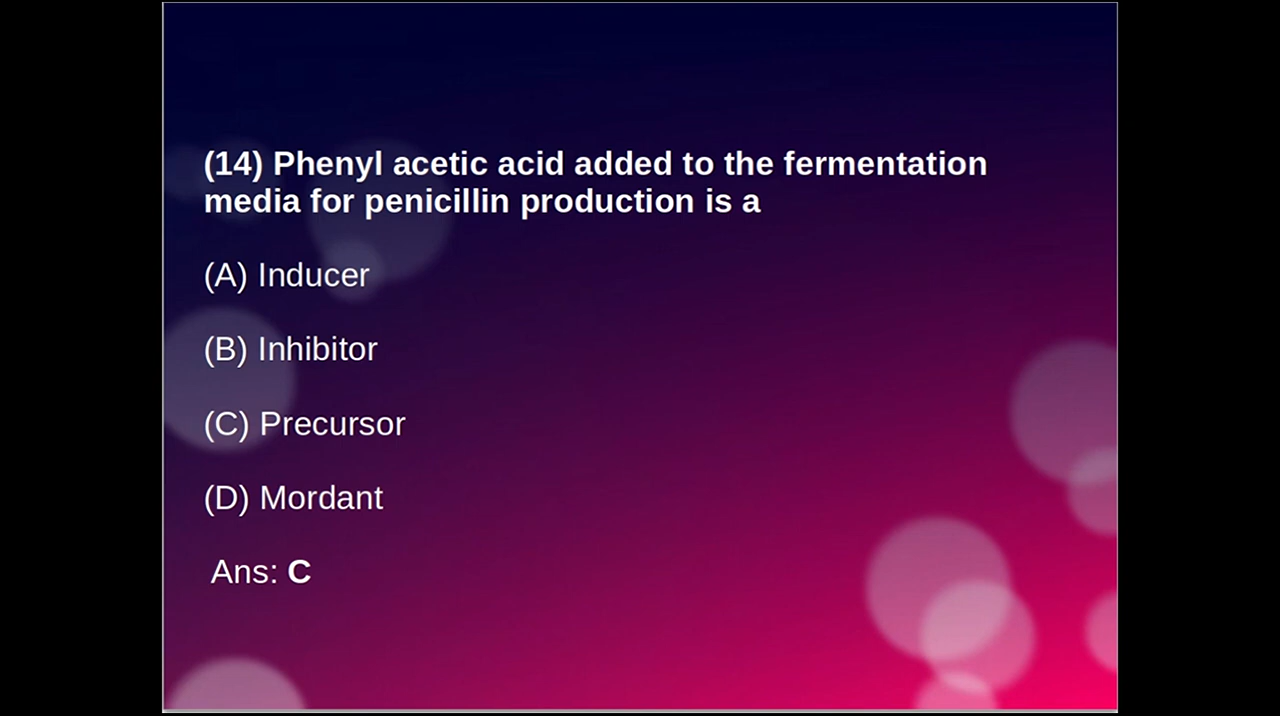 (14) Phenyl acetic acid added to the fermentation
media for penicillin production is a
(A) Inducer
(B) Inhibitor
(C) Precursor
(D) Mordant
Ans: C